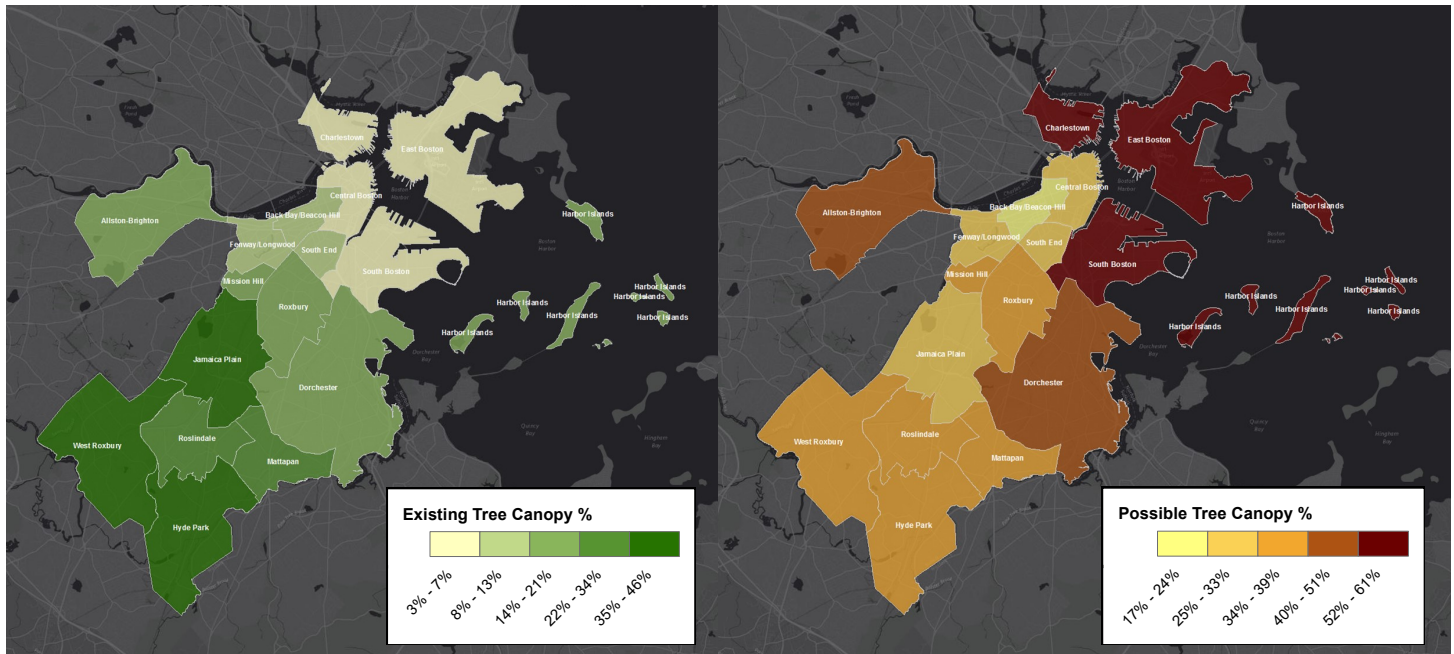 Charlestown
East Boston
Central Boston
Back Bay/Beacon Hill
Allston-Brighton
Harbor Islands
Fenway/Longwood
South End
South Boston
Mission Hill
Harbor Islands
Harbor Islands
Harbor Islands
Roxbury
Harbor Islands
Harbor Islands
Harbor Islands
Jamaica Plain
Dorchester
West Roxbury
Roslindale
Mattapan
Hyde Park
Existing Tree Canopy %
3% - 7%
8% - 13%
14% - 21%
22% - 34%
35% - 46%
Charlestown
East Boston
Central Boston
Back Bay/Beacon Hill
Allston-Brighton
Harbor Islands
Fenway/Longwood
South End
South Boston
Mission Hill
Harbor Islands
Harbor Islands
Harbor Islands
Roxbury
Harbor Islands
Harbor Islands
Harbor Islands
Jamaica Plain
Dorchester
West Roxbury
Roslindale
Mattapan
Hyde Park
Possible Tree Canopy %
17% - 24%
25% - 33%
34% - 39%
40% - 51%
52% - 61%